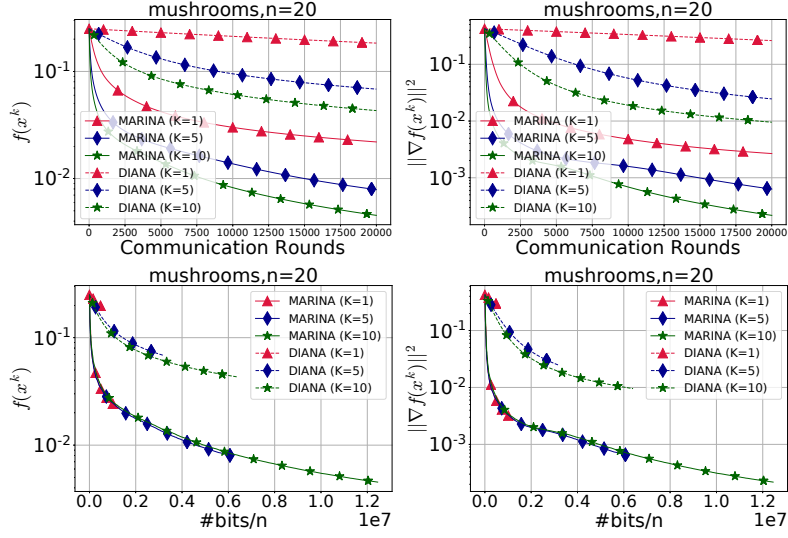 mushrooms,n=20
f(x^k)
10^-1
10^-2
MARINA (K=1)
MARINA (K=5)
MARINA (K=10)
DIANA (K=1)
DIANA (K=5)
DIANA (K=10)
0 2500 5000 7500 10000 12500 15000 17500 20000
Communication Rounds
mushrooms,n=20
||∇f(x^k)||^2
10^-1
10^-2
10^-3
MARINA (K=1)
MARINA (K=5)
MARINA (K=10)
DIANA (K=1)
DIANA (K=5)
DIANA (K=10)
0 2500 5000 7500 10000 12500 15000 17500 20000
Communication Rounds
mushrooms,n=20
f(x^k)
10^-1
10^-2
MARINA (K=1)
MARINA (K=5)
MARINA (K=10)
DIANA (K=1)
DIANA (K=5)
DIANA (K=10)
0.0 0.2 0.4 0.6 0.8 1.0 1.2
#bits/n
1e7
mushrooms,n=20
||∇f(x^k)||^2
10^-1
10^-2
10^-3
MARINA (K=1)
MARINA (K=5)
MARINA (K=10)
DIANA (K=1)
DIANA (K=5)
DIANA (K=10)
0.0 0.2 0.4 0.6 0.8 1.0 1.2
#bits/n
1e7